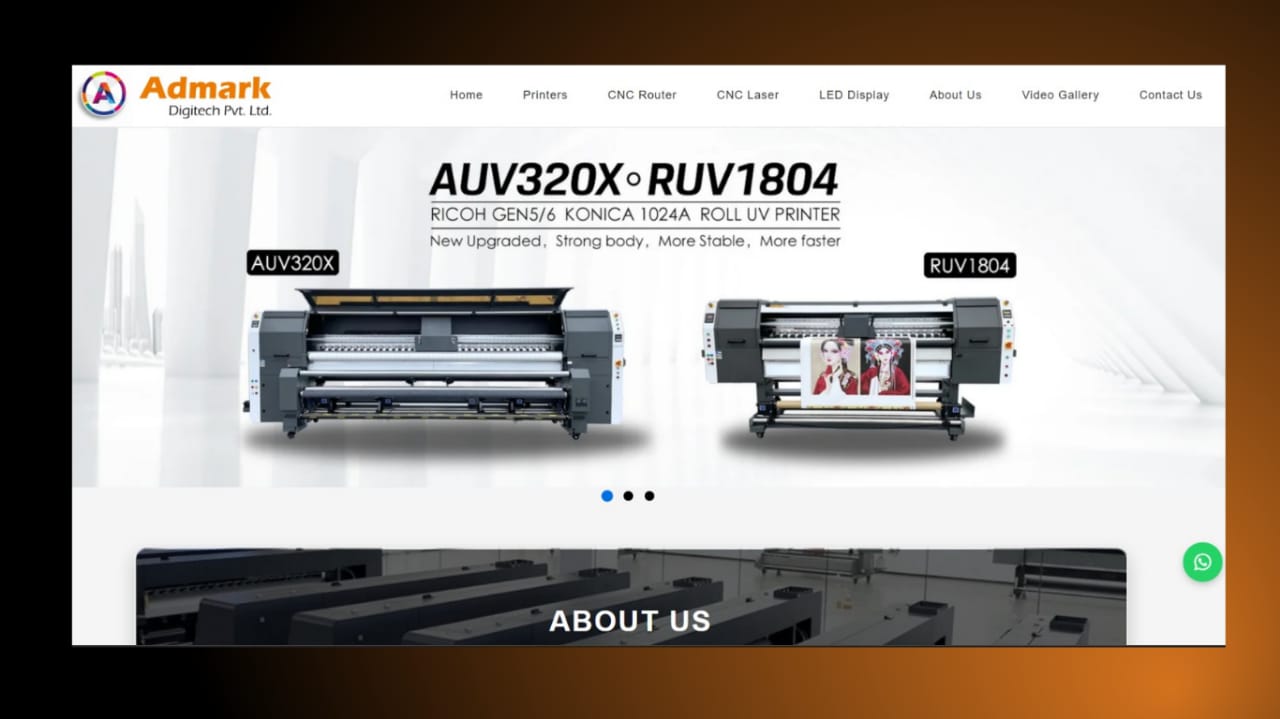 Admark
Digitech Pvt. Ltd.
Home Printers CNC Router CNC Laser LED Display About Us Video Gallery Contact Us
AUV320X RUV1804
RICOH GEN5/6 KONICA 1024A ROLL UV PRINTER
New Upgraded, Strong body, More Stable, More faster
AUV320X
RUV1804
ABOUT US